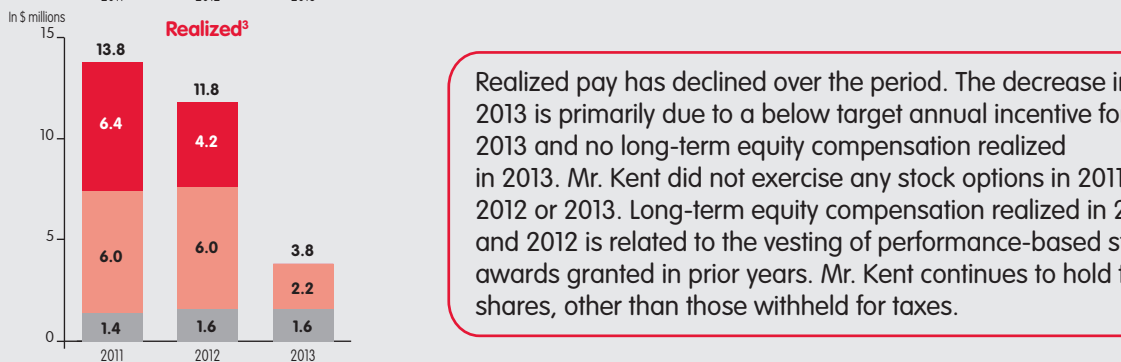 In $ millions
Realized³
15
13.8
11.8
6.4
10
4.2
5
6.0
6.0
3.8
2.2
1.4
1.6
1.6
0
2011
2012
2013
Realized pay has declined over the period. The decrease
2013 is primarily due to a below target annual incentive
2013 and no long-term equity compensation realized
in 2013. Mr. Kent did not exercise any stock options in 2011
2012 or 2013. Long-term equity compensation realized in
and 2012 is related to the vesting of performance-based
awards granted in prior years. Mr. Kent continues to hold
shares, other than those withheld for taxes.